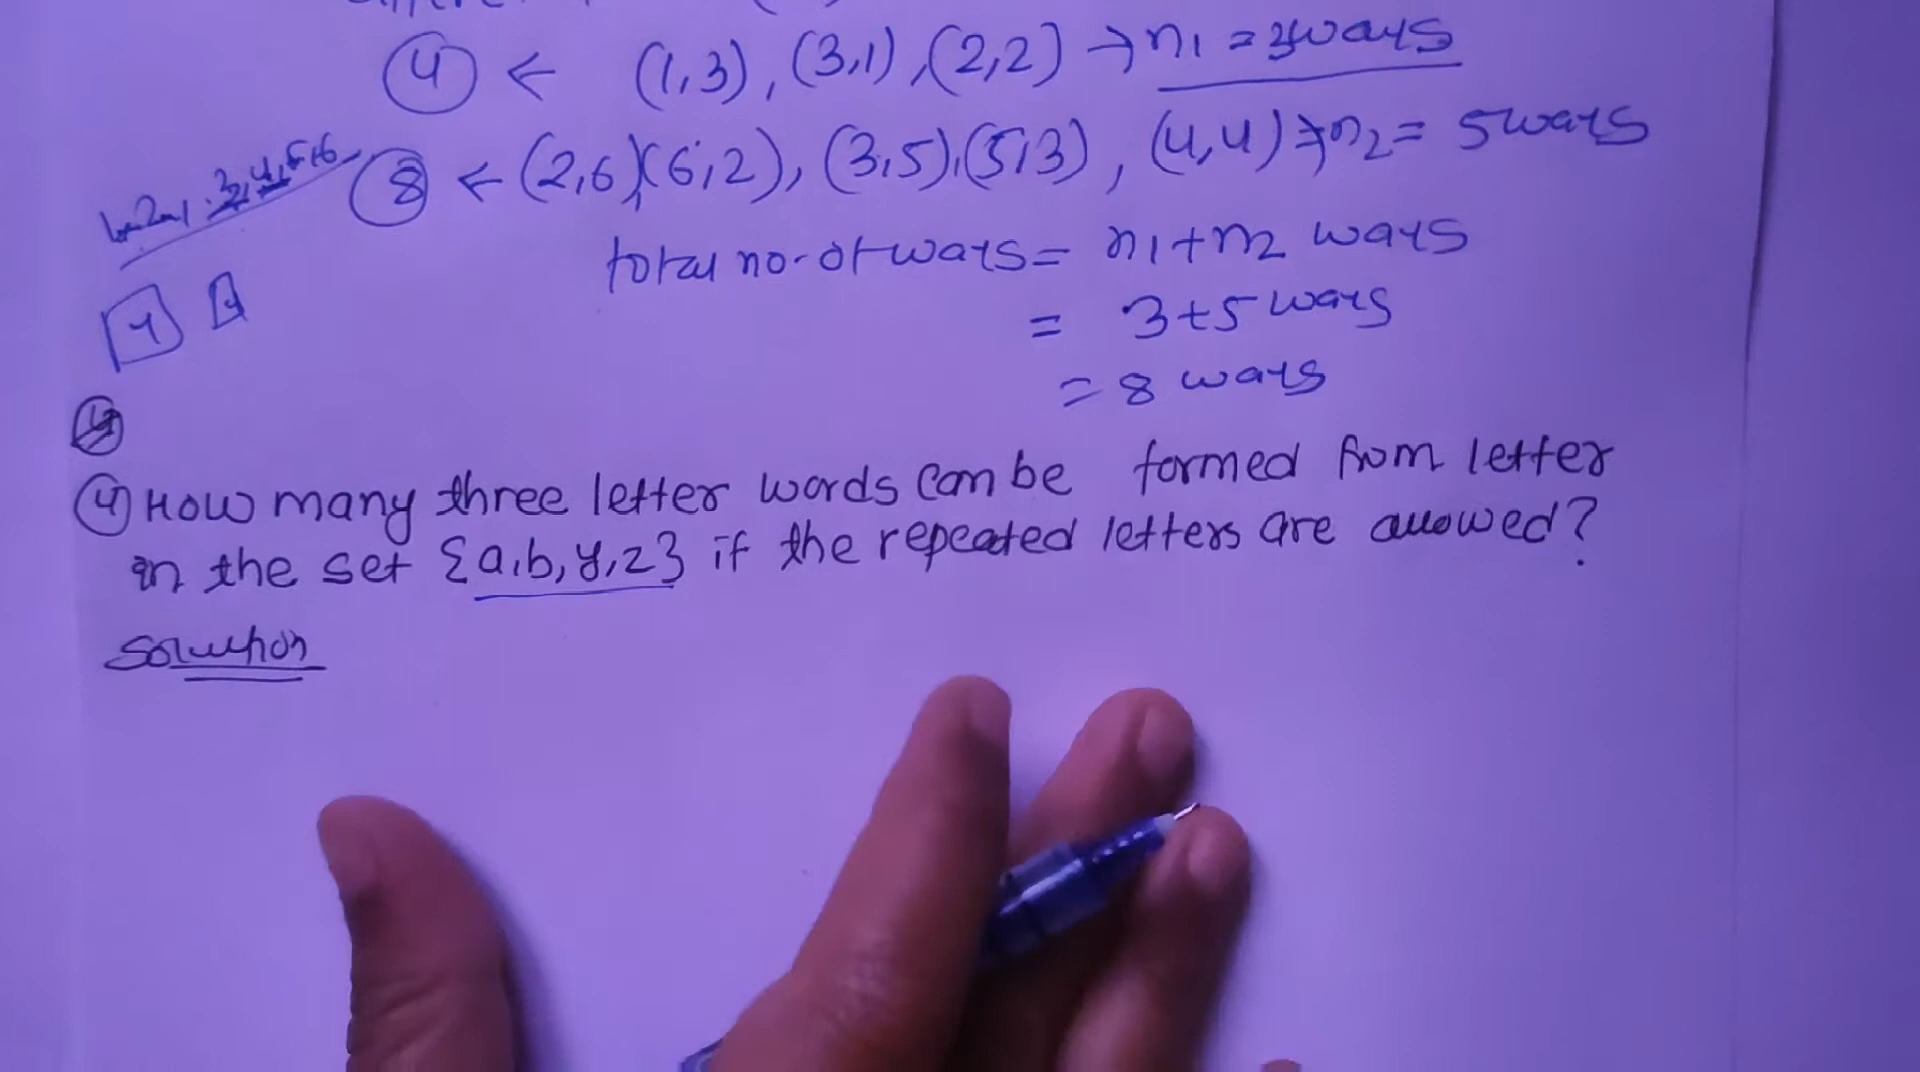 ④ ← (1,3), (3,1), (2,2) → n1 = 3ways
⑧ ← (2,6), (6,2), (3,5), (5,3), (4,4) → n2 = 5ways
total no. of ways = n1 + n2 ways
= 3+5 ways
= 8 ways
④ How many three letter words can be formed from letter
in the set {a,b,y,z} if the repeated letters are allowed?
Solution